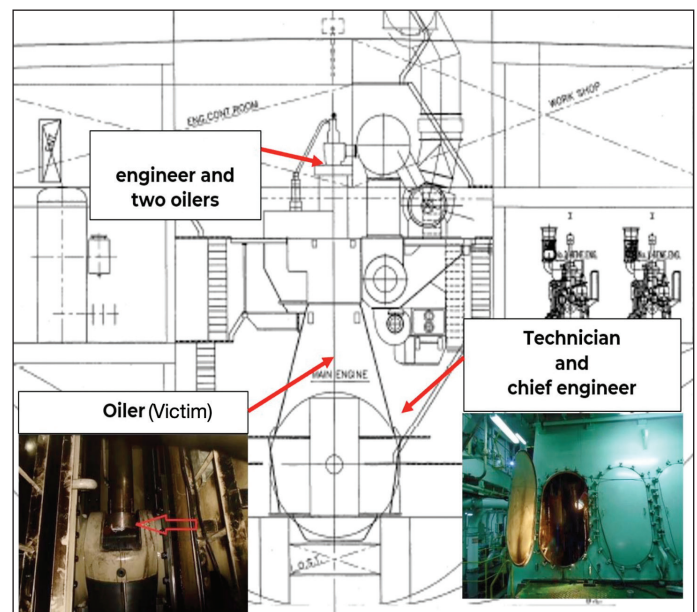 ENG.CONT.ROOM
WORK SHOP
engineer and
two oilers
Technician
and
chief engineer
MAIN ENGINE
Oiler (Victim)